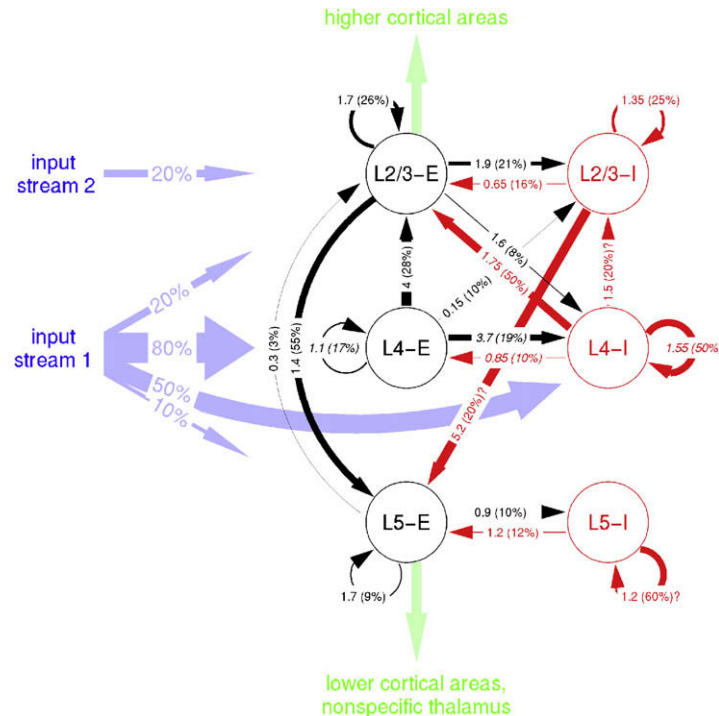 higher cortical areas
1.7 (26%)
1.35 (25%)
input
stream 2
20%
L2/3-E
1.9 (21%)
0.65 (16%)
L2/3-I
1.6 (8%)
1.75 (50%)
4 (28%)
0.15 (10%)
1.5 (20%)?
input
stream 1
20%
80%
50%
10%
0.3 (3%)
1.4 (55%)
1.1 (17%)
L4-E
3.7 (19%)
0.85 (10%)
L4-I
1.55 (50%)
5.2 (20%)?
L5-E
0.9 (10%)
1.2 (12%)
L5-I
1.7 (9%)
1.2 (60%)?
lower cortical areas,
nonspecific thalamus